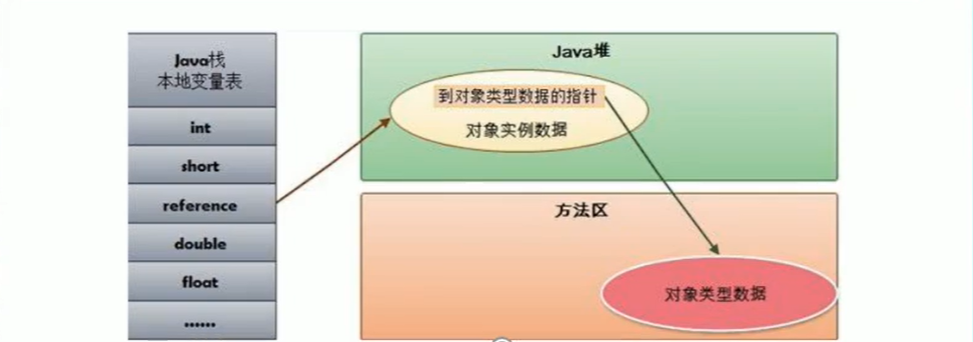 Java栈
本地变量表
int
short
reference
double
float
......
Java堆
到对象类型数据的指针
对象实例数据
方法区
对象类型数据